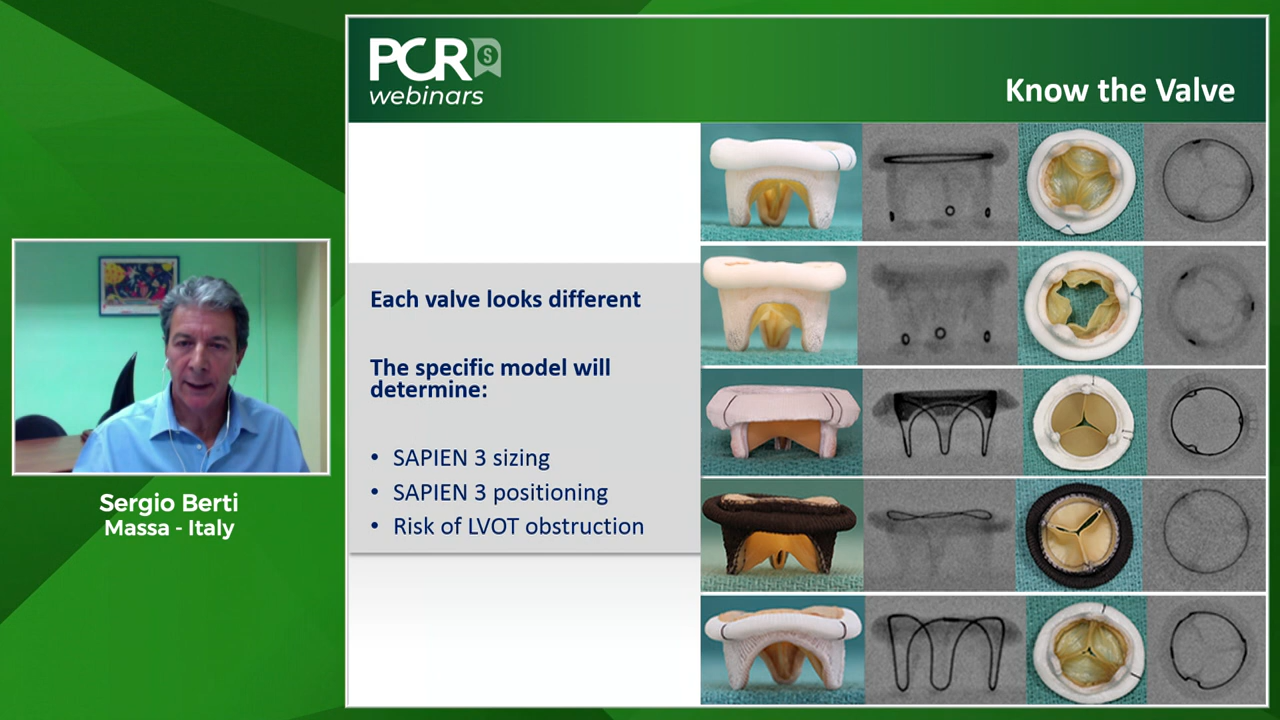 PCR
webinars
Know the Valve
Each valve looks different
The specific model will
determine:
• SAPIEN 3 sizing
• SAPIEN 3 positioning
• Risk of LVOT obstruction
Sergio Berti
Massa - Italy